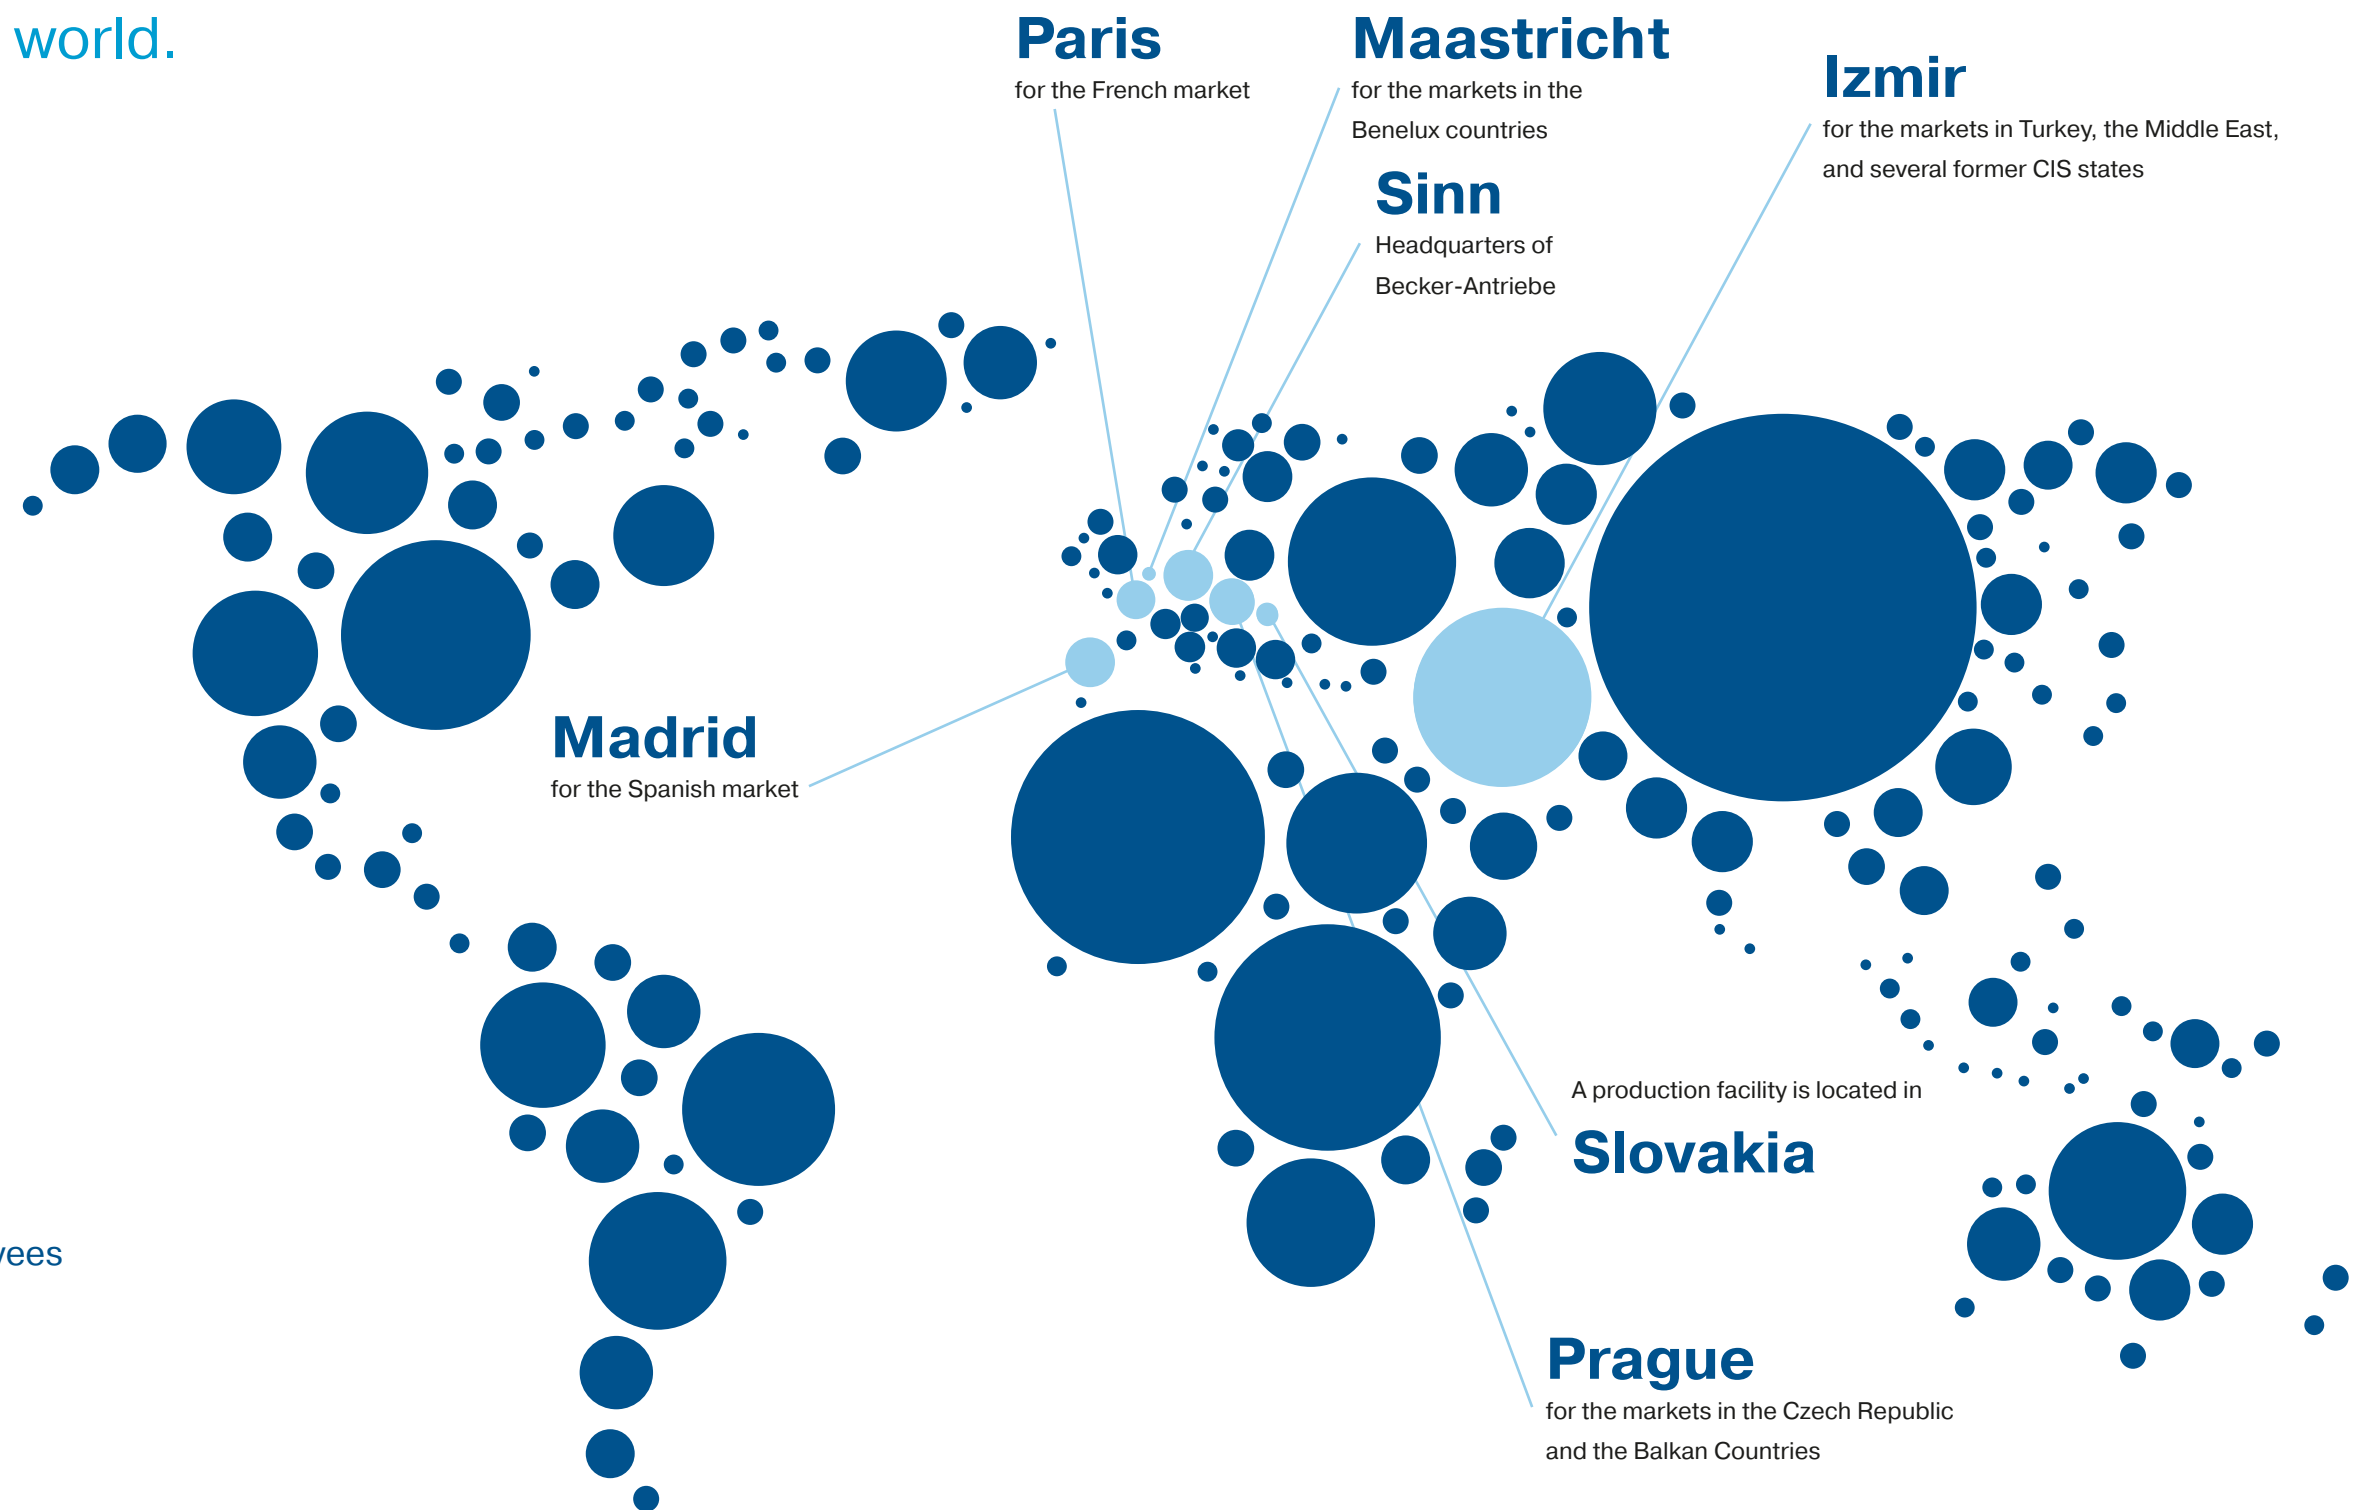 world.
Paris
for the French market
Maastricht
for the markets in the
Benelux countries
Izmir
for the markets in Turkey, the Middle East,
and several former CIS states
Sinn
Headquarters of
Becker-Antriebe
Madrid
for the Spanish market
A production facility is located in
Slovakia
Prague
for the markets in the Czech Republic
and the Balkan Countries